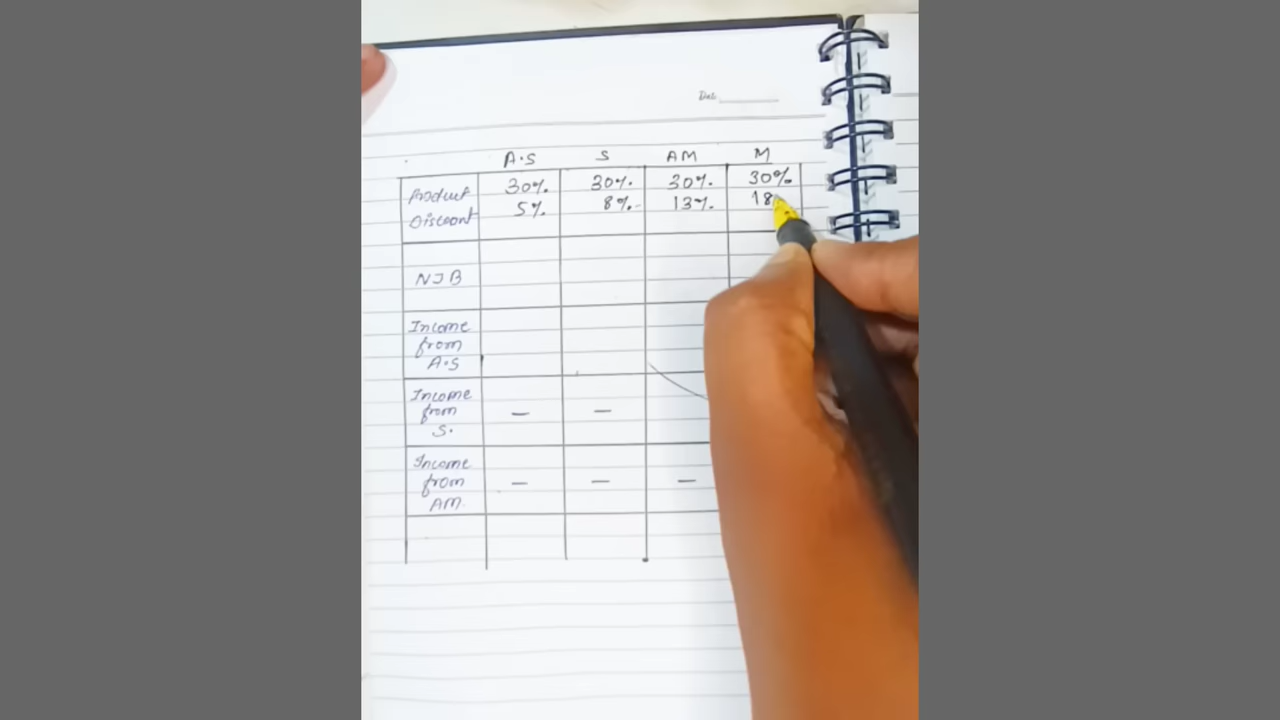 Date
A.S S AM M
Product 30% 30% 30% 30%
Discount 5% 8% 13% 18
NJB
Income
from
A.S
Income
from
S.
Income
from
AM.